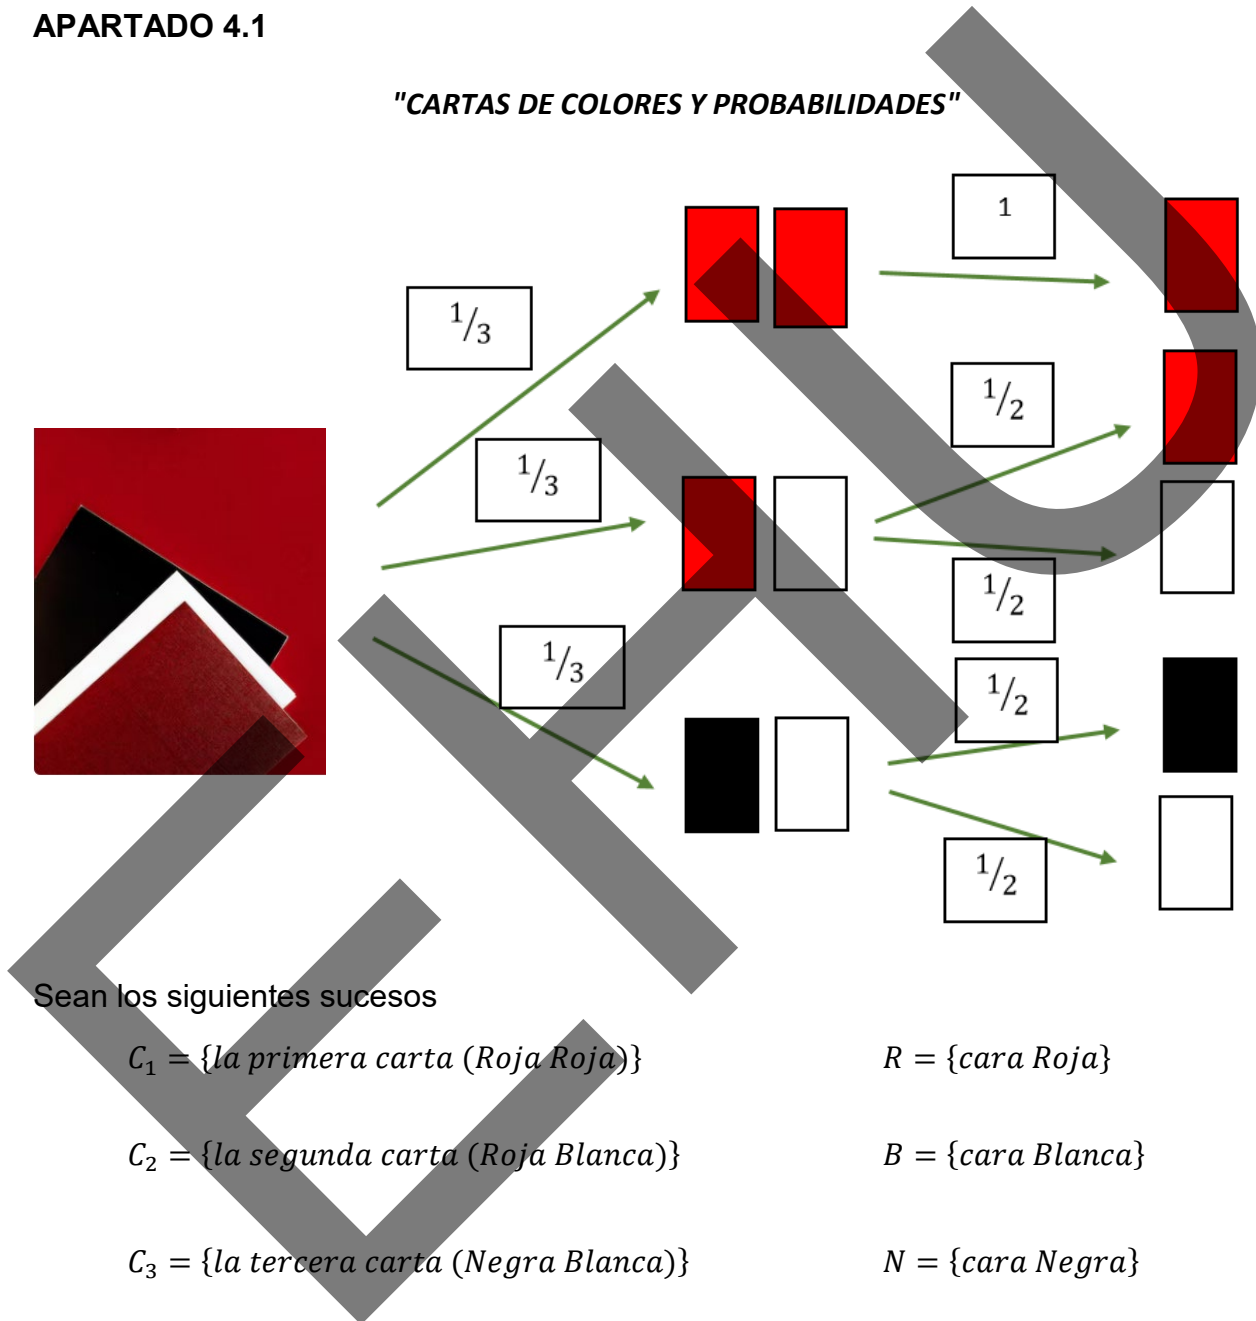 APARTADO 4.1
"CARTAS DE COLORES Y PROBABILIDADES"
1
1/3
1/2
1/3
1/2
1/3
1/2
1/2
Sean los siguientes sucesos
C₁ = {la primera carta (Roja Roja)} R = {cara Roja}
C₂ = {la segunda carta (Roja Blanca)} B = {cara Blanca}
C₃ = {la tercera carta (Negra Blanca)} N = {cara Negra}
EHU